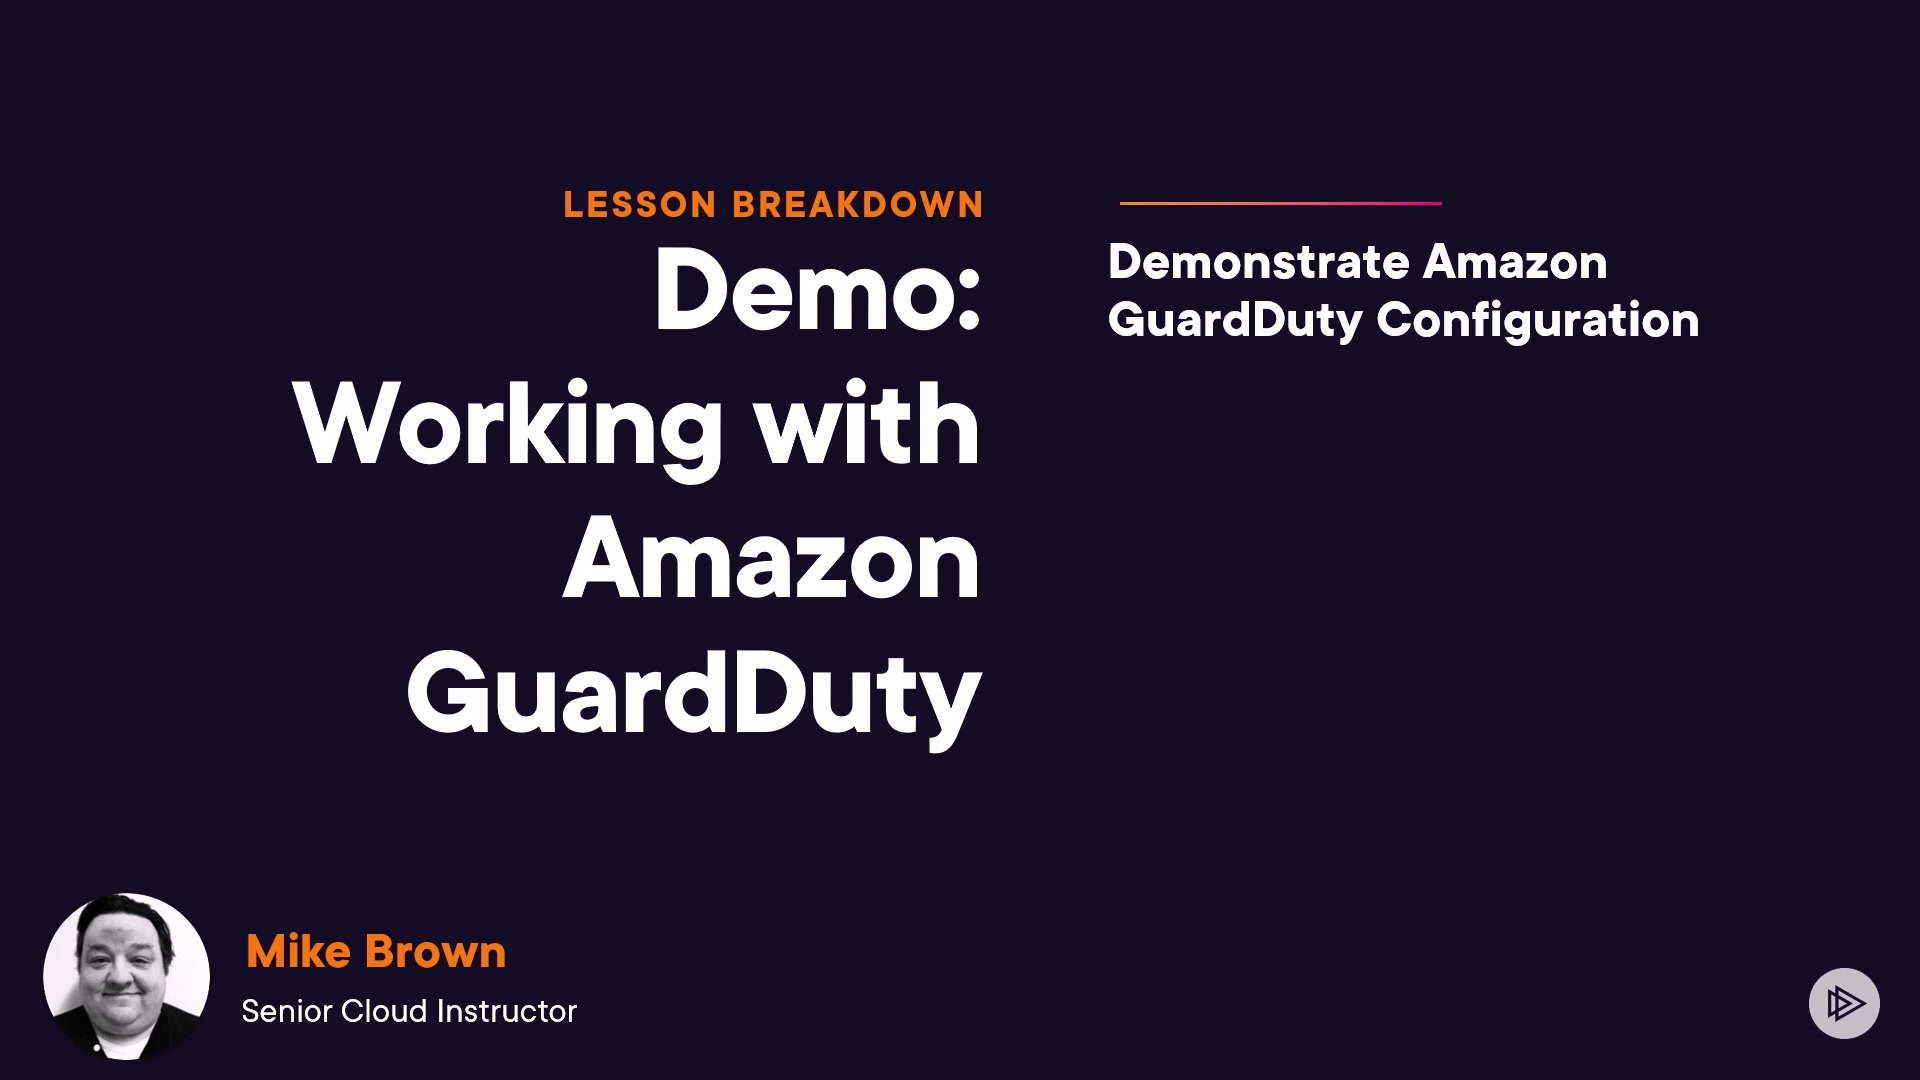 LESSON BREAKDOWN
Demo:
Working with
Amazon
GuardDuty
Demonstrate Amazon
GuardDuty Configuration
Mike Brown
Senior Cloud Instructor